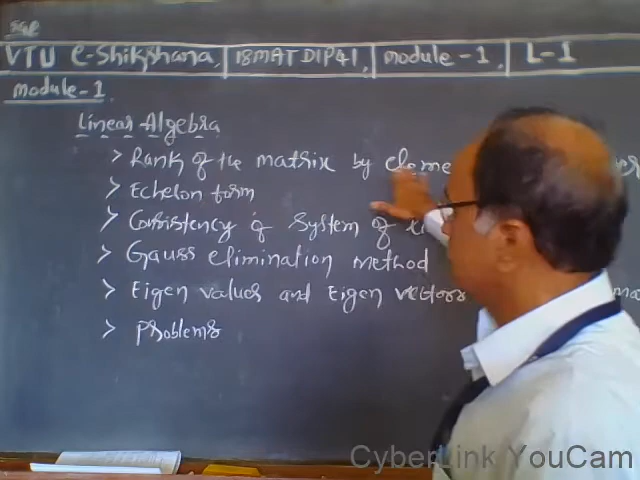 VTU e-Shikshana, 18MATDIP41, module-1, L-1
module-1.
Linear Algebra
> Rank of the matrix by eleme
> Echelon form
> Consistency of System of
> Gauss elimination method
> Eigen values and Eigen vectors
> Problems
CyberLink YouCam